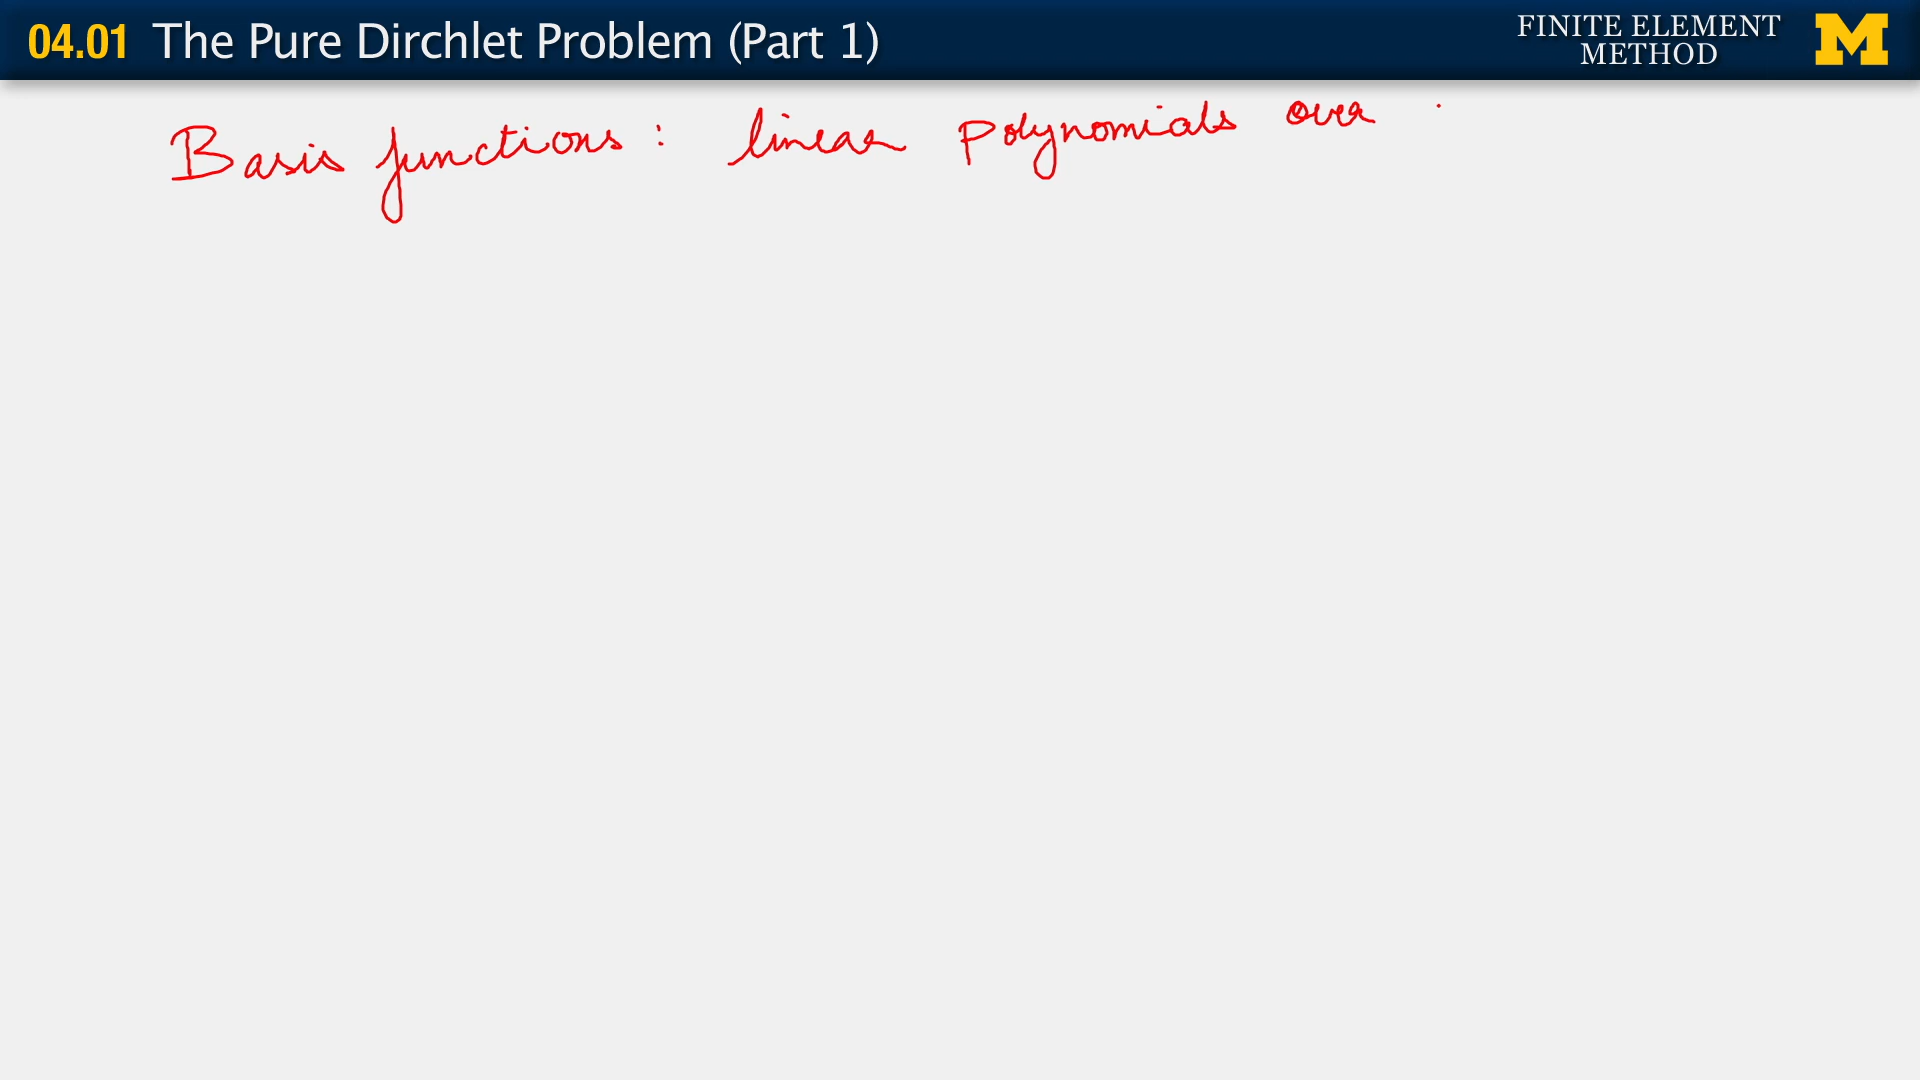 04.01 The Pure Dirchlet Problem (Part 1)
FINITE ELEMENT
METHOD
M
Basis functions : linear polynomials over